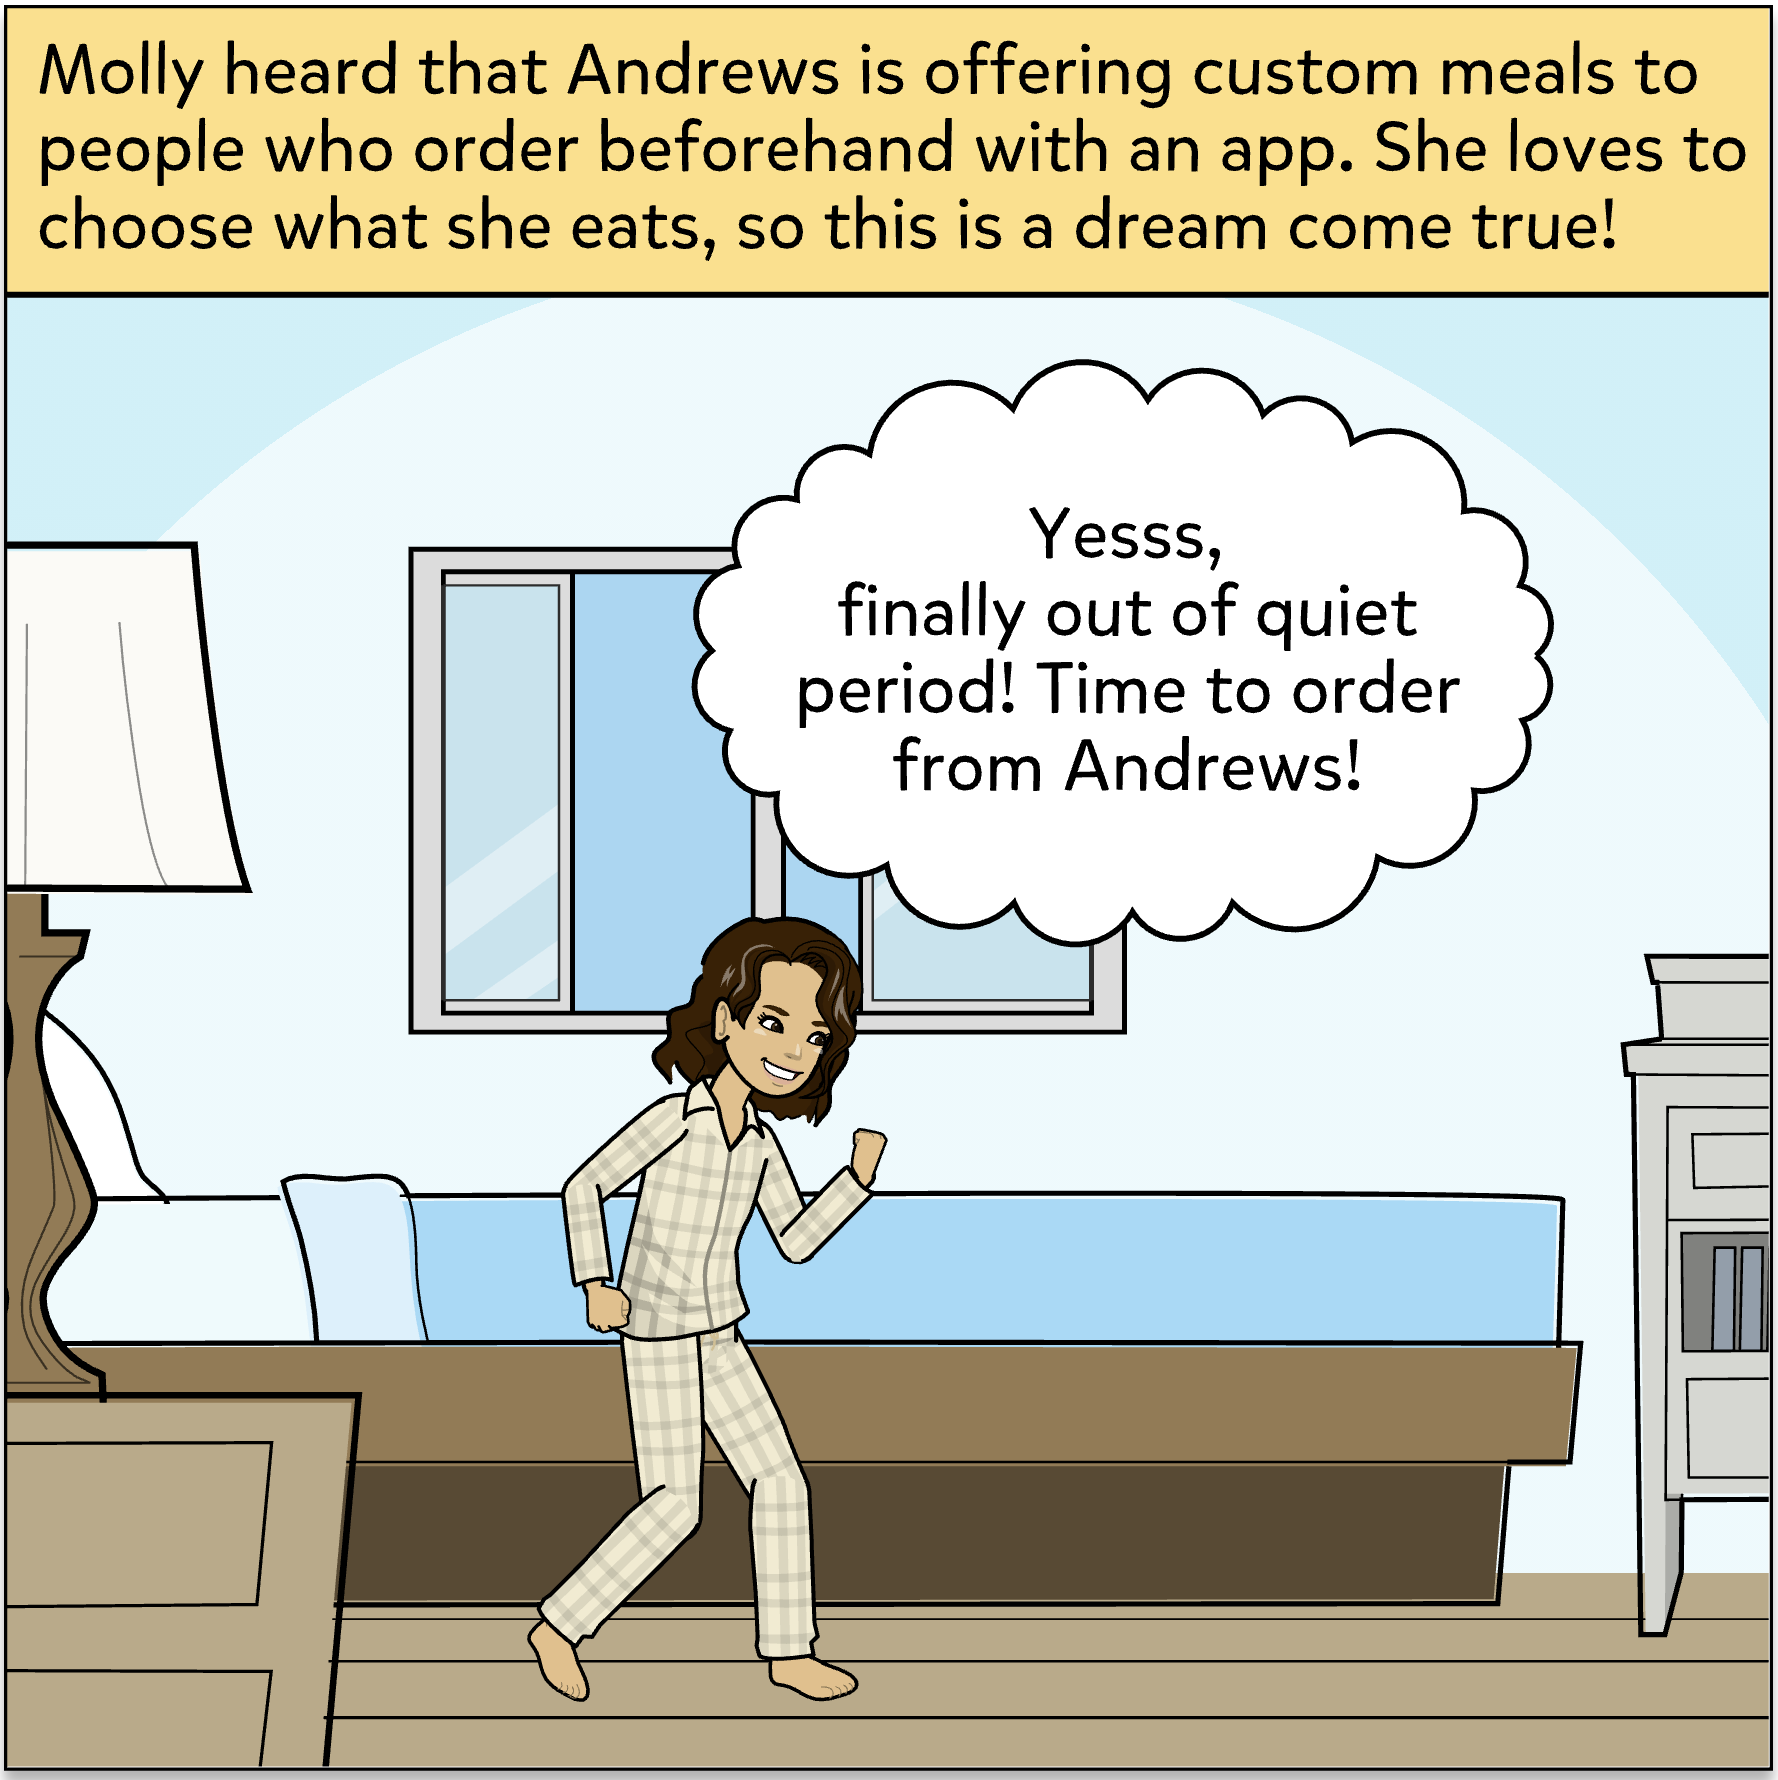 Molly heard that Andrews is offering custom meals to
people who order beforehand with an app. She loves to
choose what she eats, so this is a dream come true!
Yesss,
finally out of quiet
period! Time to order
from Andrews!